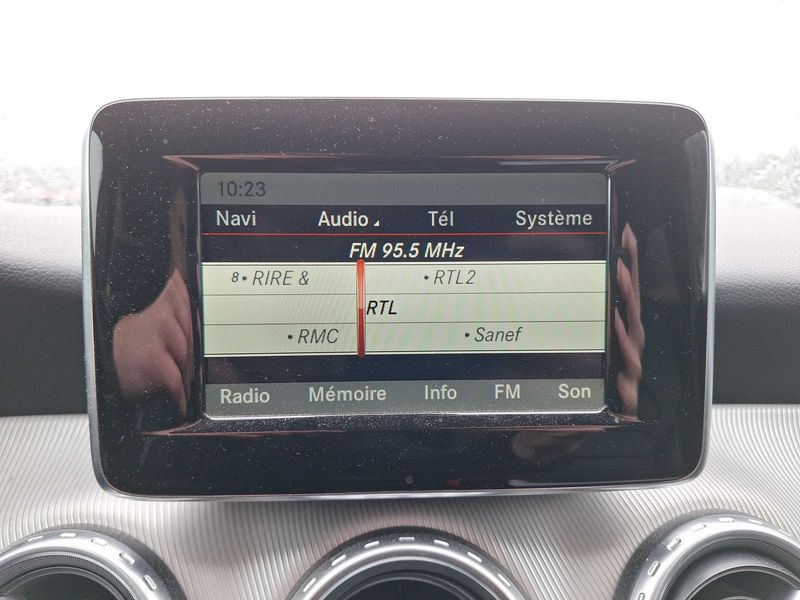 10:23
Navi Audio Tél Système
FM 95.5 MHz
8 • RIRE & • RTL2
RTL
• RMC • Sanef
Radio Mémoire Info FM Son